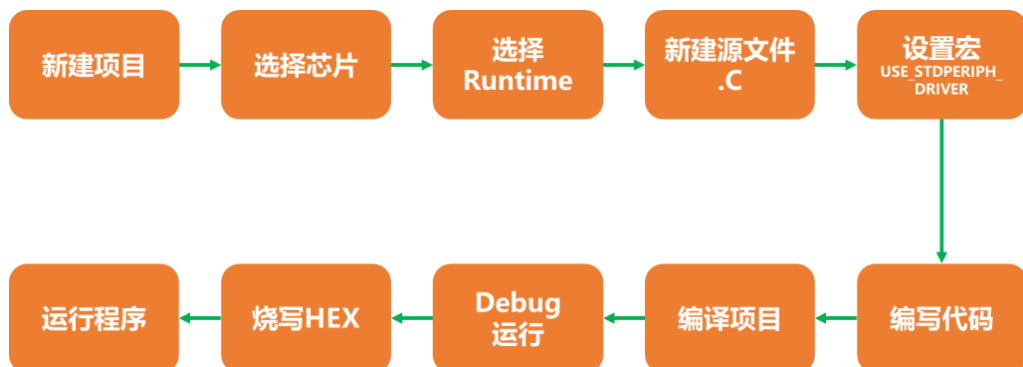 新建项目
选择芯片
选择
Runtime
新建源文件
.C
设置宏
USE_STDPERIPH_
DRIVER
编写代码
编译项目
Debug
运行
烧写HEX
运行程序